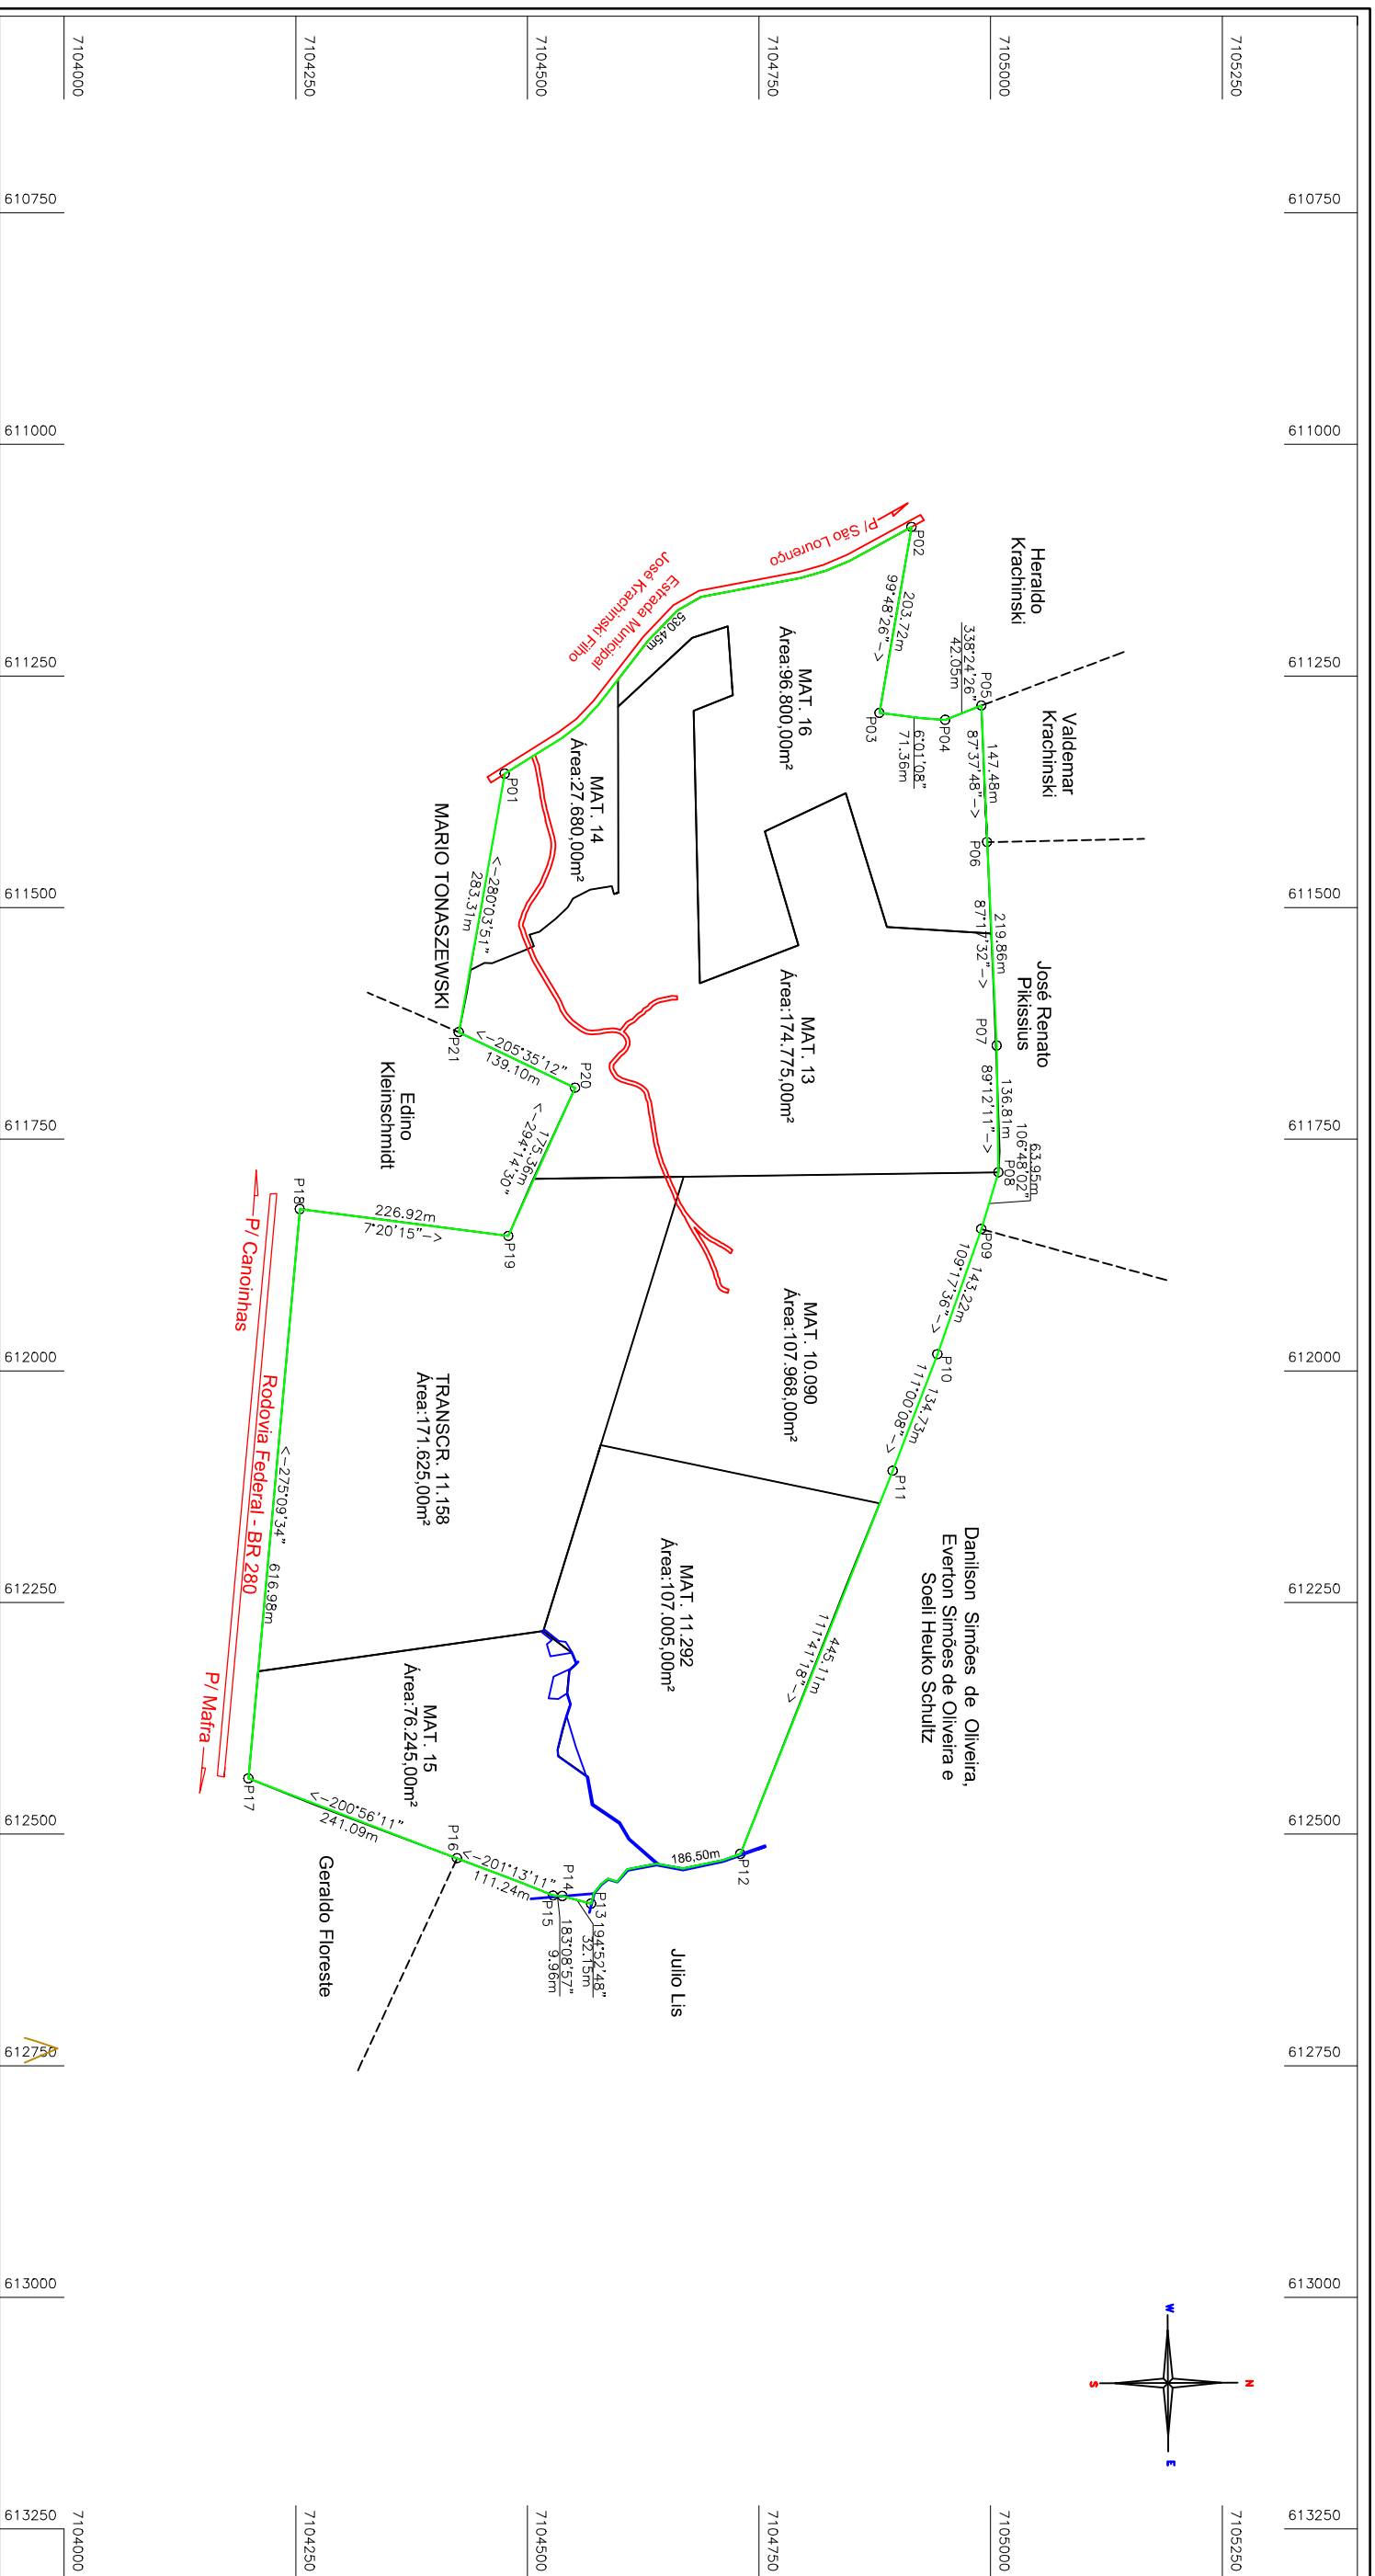 7104000
7104250
7104500
7104750
7105000
7105250
610750
611000
611250
611500
611750
612000
612250
612500
612750
613000
613250
610750
611000
611250
611500
611750
612000
612250
612500
612750
613000
613250
7104000
7104250
7104500
7104750
7105000
7105250
Heraldo
Krachinski
Valdemar
Krachinski
José Renato
Pikissius
Danilson Simões de Oliveira,
Everton Simões de Oliveira e
Soeli Heuko Schultz
Julio Lis
Geraldo Floreste
Edino
Kleinschmidt
MARIO TONASZEWSKI
P/ São Lourenço
Estrada Municipal
José Krachinski Filho
530.45m
P01
P02
203.72m
99°48'26"->
P03
6°01'08"
71.36m
P04
338°24'26"
42.05m
P05
147.48m
87°37'48"->
P06
219.86m
87°17'32"->
P07
136.81m
89°12'11"->
P08
63.95m
106°48'02"
P09
143.22m
109°17'36"->
P10
134.73m
111°00'08"->
P11
445.11m
111°41'18"->
P12
186,50m
P13
194°52'48"
32.15m
P14
183°08'57"
9.96m
P15
<-201°13'11"
111.24m
P16
<-200°56'11"
241.09m
P17
<-275°09'34"
616.98m
P18
226.92m
7°20'15"->
P19
175.36m
<-294°14'30"
P20
<-205°35'12"
139.10m
P21
<-280°03'51"
283.31m
MAT. 16
Área:96.800,00m²
MAT. 14
Área:27.680,00m²
MAT. 13
Área:174.775,00m²
MAT. 10.090
Área:107.968,00m²
MAT. 11.292
Área:107.005,00m²
TRANSCR. 11.158
Área:171.625,00m²
MAT. 15
Área:76.245,00m²
P/ Canoinhas
Rodovia Federal - BR 280
P/ Mafra
W
N
S
E